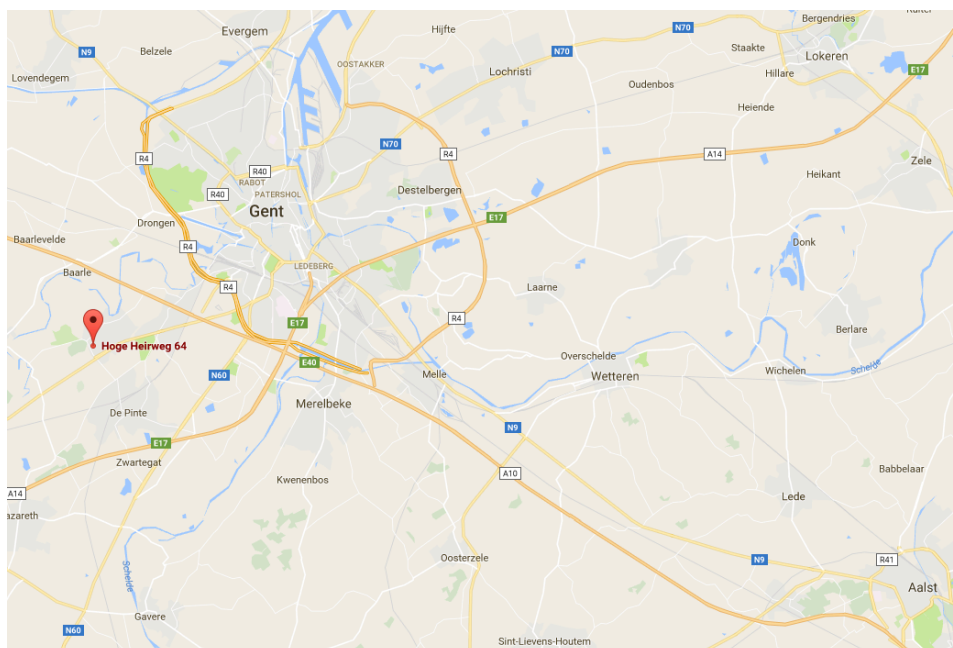 Evergem
Hijfte
N70
Bergendries
N9
Belzele
N70
Staakte
Lokeren
OOSTAKKER
Lochristi
Hillare
E17
Lovendegem
Oudenbos
Heiende
N70
R4
R4
A14
Zele
R40
RABOT
R40
PATERSHOL
Destelbergen
Heikant
Gent
E17
Drongen
Baarlevelde
R4
Donk
LEDEBERG
Baarle
R4
Laarne
R4
E17
Berlare
Hoge Heirweg 64
Overschelde
E40
N60
Melle
Wetteren
Wichelen
Schelde
Merelbeke
De Pinte
N9
E17
Zwartegat
Babbelaar
A10
Kwenenbos
A14
Lede
azareth
Oosterzele
N9
R41
Schelde
Aalst
Gavere
N60
Sint-Lievens-Houtem